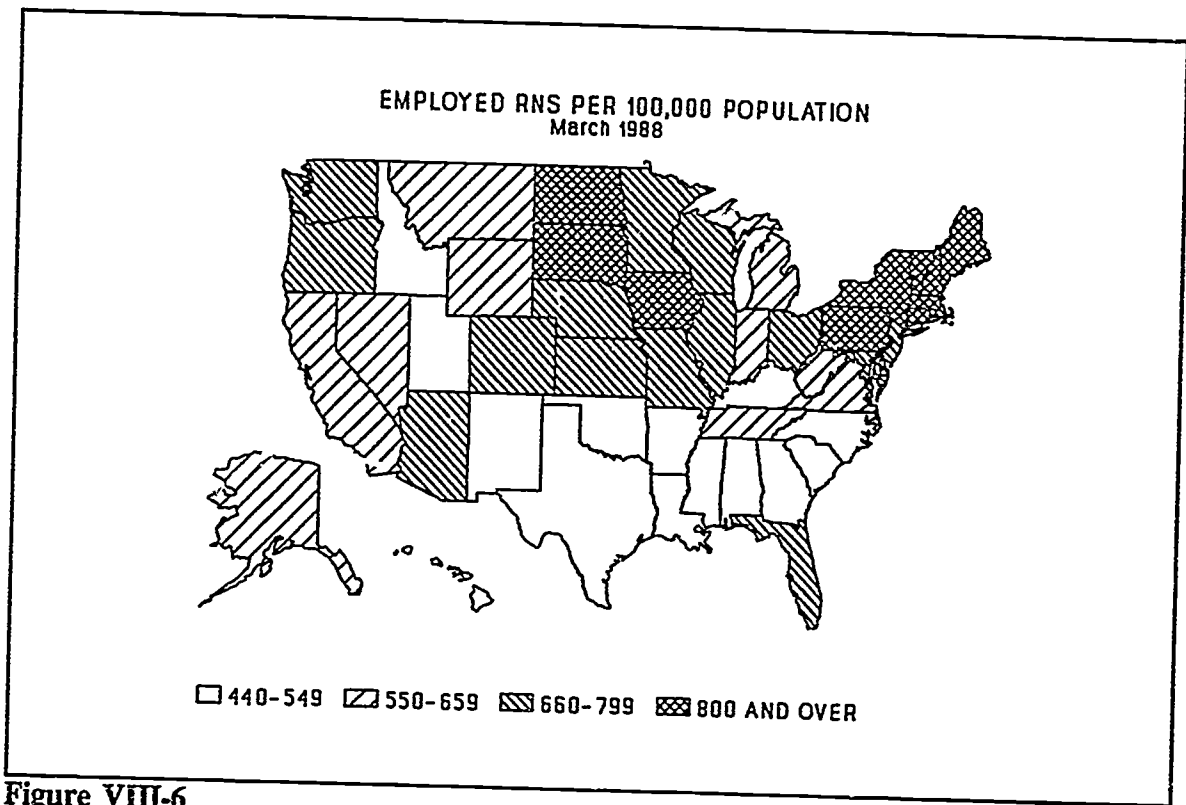 EMPLOYED RNS PER 100,000 POPULATION
March 1988
440-549 550-659 660-799 800 AND OVER
Figure VIII-6